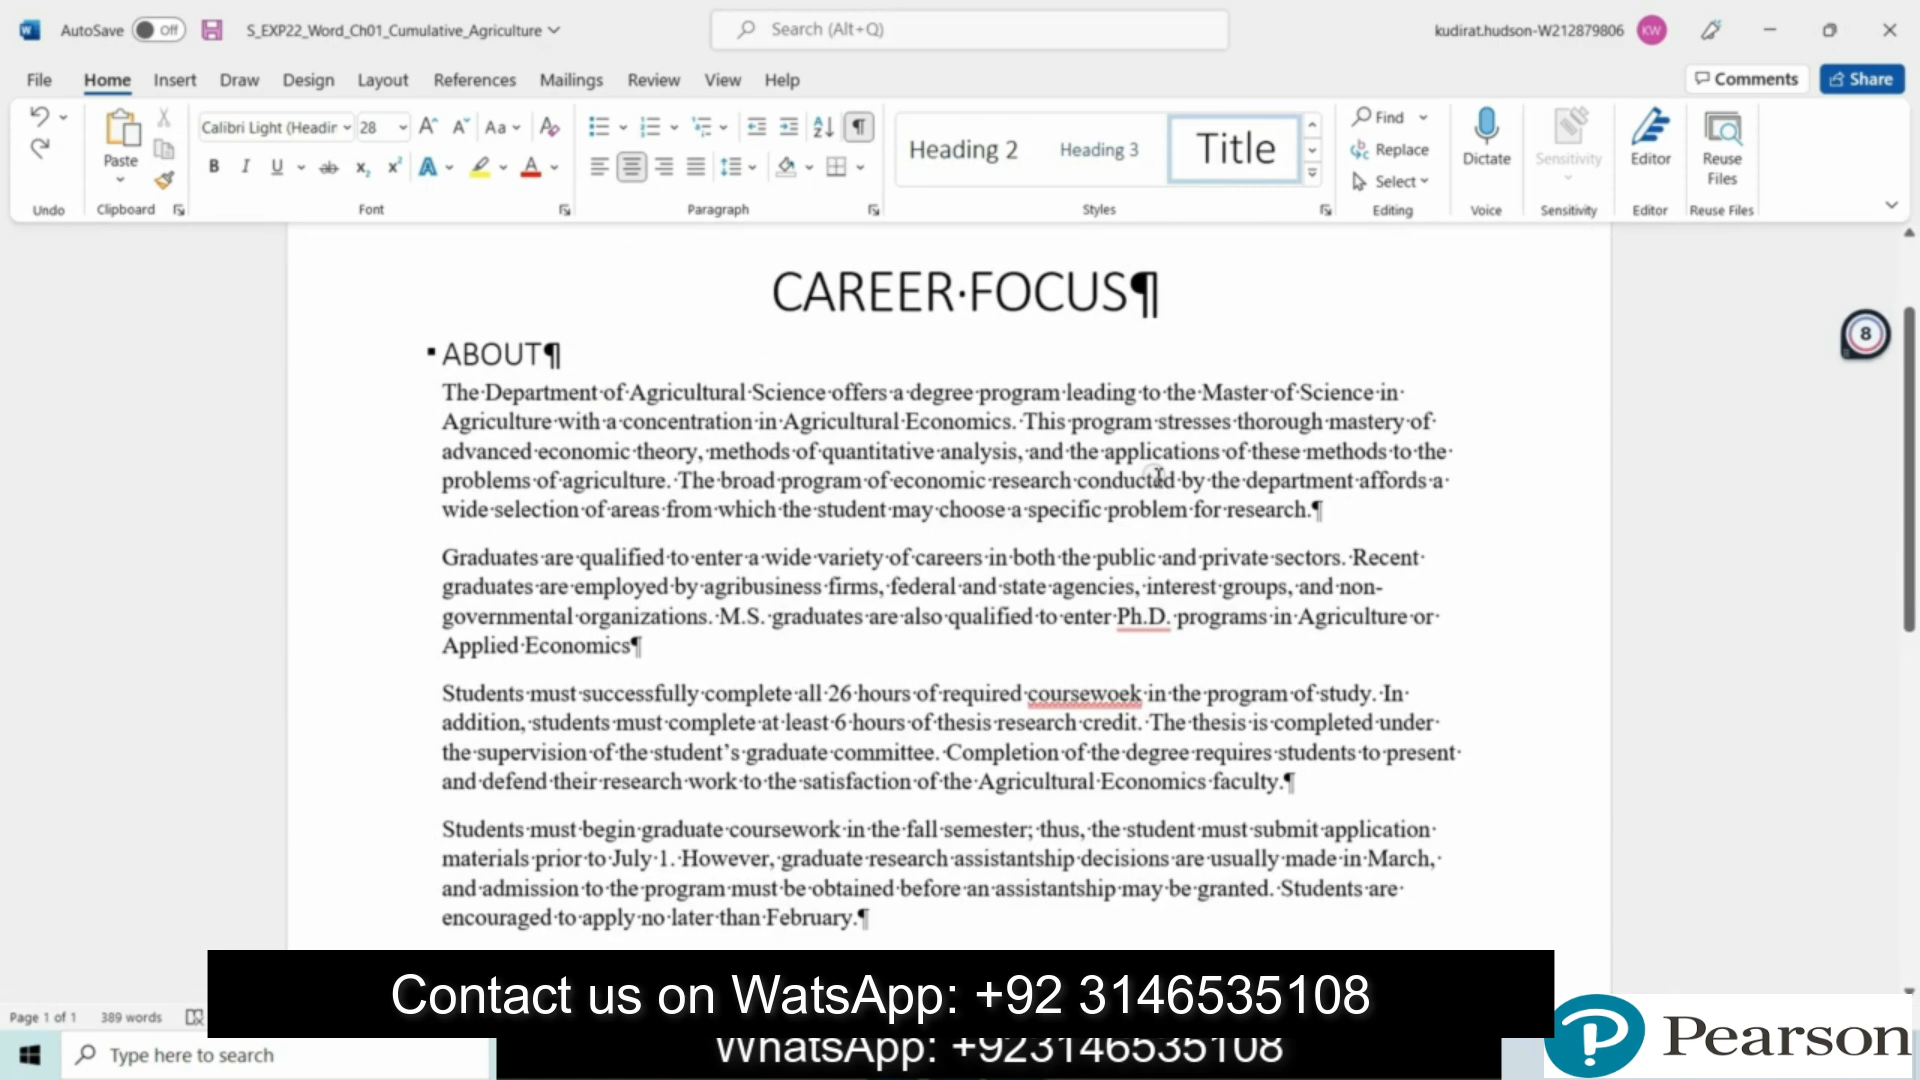 AutoSave Off S_EXP22_Word_Ch01_Cumulative_Agriculture Search (Alt+Q) kudirat.hudson-W212879806 KW
File Home Insert Draw Design Layout References Mailings Review View Help Comments Share
Calibri Light (Headir 28 Aa
Paste Heading 2 Heading 3 Title Find Replace Select Dictate Sensitivity Editor Reuse Files
B I U ab
Undo Clipboard Font Paragraph Styles Editing Voice Sensitivity Editor Reuse Files
CAREER·FOCUS¶
8
ABOUT¶
The·Department·of·Agricultural·Science·offers·a·degree·program·leading·to·the·Master·of·Science·in·
Agriculture·with·a·concentration·in·Agricultural·Economics.·This·program·stresses·thorough·mastery·of·
advanced·economic·theory,·methods·of·quantitative·analysis,·and·the·applications·of·these·methods·to·the·
problems·of·agriculture.·The·broad·program·of·economic·research·conducted·by·the·department·affords·a·
wide·selection·of·areas·from·which·the·student·may·choose·a·specific·problem·for·research.¶
Graduates·are·qualified·to·enter·a·wide·variety·of·careers·in·both·the·public·and·private·sectors.·Recent·
graduates·are·employed·by·agribusiness·firms,·federal·and·state·agencies,·interest·groups,·and·non-
governmental·organizations.·M.S.·graduates·are·also·qualified·to·enter·Ph.D.·programs·in·Agriculture·or·
Applied·Economics¶
Students·must·successfully·complete·all·26·hours·of·required·coursewoek·in·the·program·of·study.·In·
addition,·students·must·complete·at·least·6·hours·of·thesis·research·credit.·The·thesis·is·completed·under·
the·supervision·of·the·student's·graduate·committee.·Completion·of·the·degree·requires·students·to·present·
and·defend·their·research·work·to·the·satisfaction·of·the·Agricultural·Economics·faculty.¶
Students·must·begin·graduate·coursework·in·the·fall·semester;·thus,·the·student·must·submit·application·
materials·prior·to·July·1.·However,·graduate·research·assistantship·decisions·are·usually·made·in·March,·
and·admission·to·the·program·must·be·obtained·before·an·assistantship·may·be·granted.·Students·are·
encouraged·to·apply·no·later·than·February.¶
Contact us on WatsApp: +92 3146535108
Page 1 of 1 389 words
Type here to search WhatsApp: +923146535108 Pearson